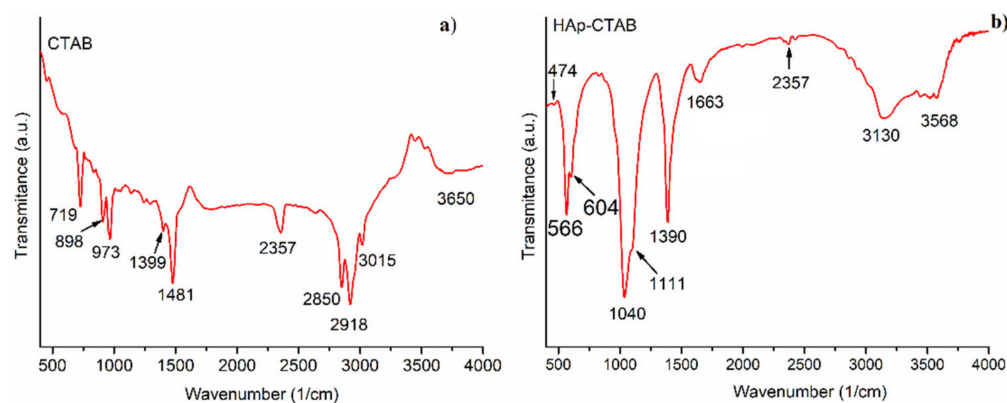 a)
CTAB
Transmitance (a.u.)
719
898
973
1399
1481
2357
2850
2918
3015
3650
500 1000 1500 2000 2500 3000 3500 4000
Wavenumber (1/cm)
b)
HAp-CTAB
Transmitance (a.u.)
474
566
604
1040
1111
1390
1663
2357
3130
3568
500 1000 1500 2000 2500 3000 3500 4000
Wavenumber (1/cm)